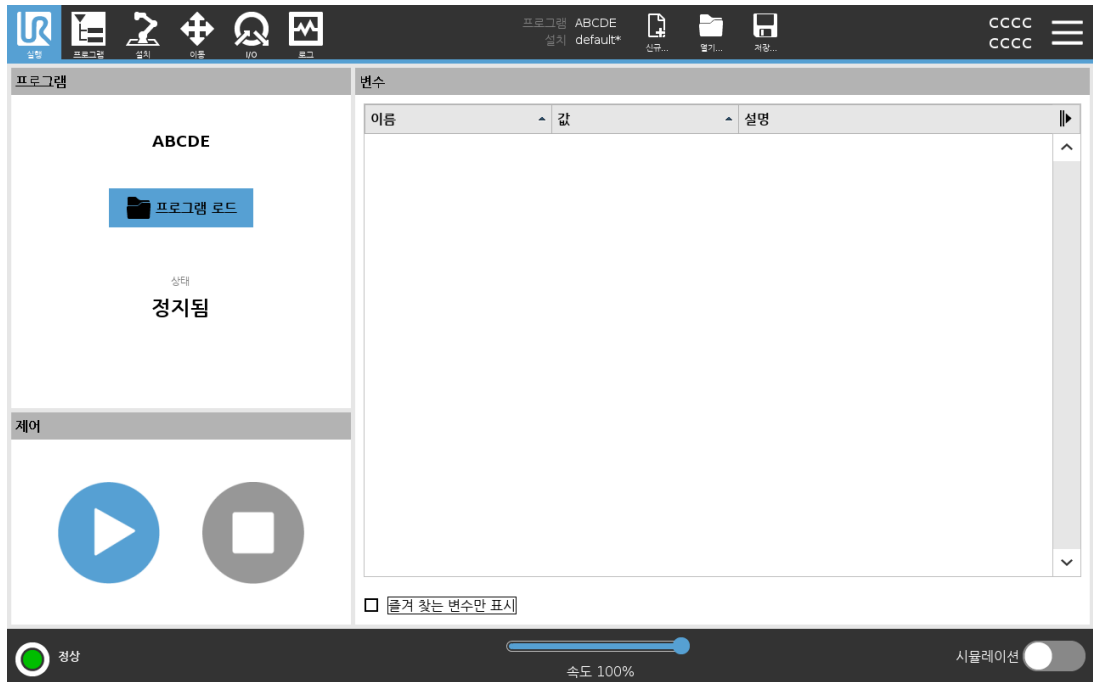 실행
프로그램
설치
이동
I/O
로그
프로그램 ABCDE
설치 default*
신규...
열기...
저장...
CCCC
CCCC
프로그램
ABCDE
프로그램 로드
상태
정지됨
제어
변수
이름
값
설명
즐겨 찾는 변수만 표시
정상
속도 100%
시뮬레이션